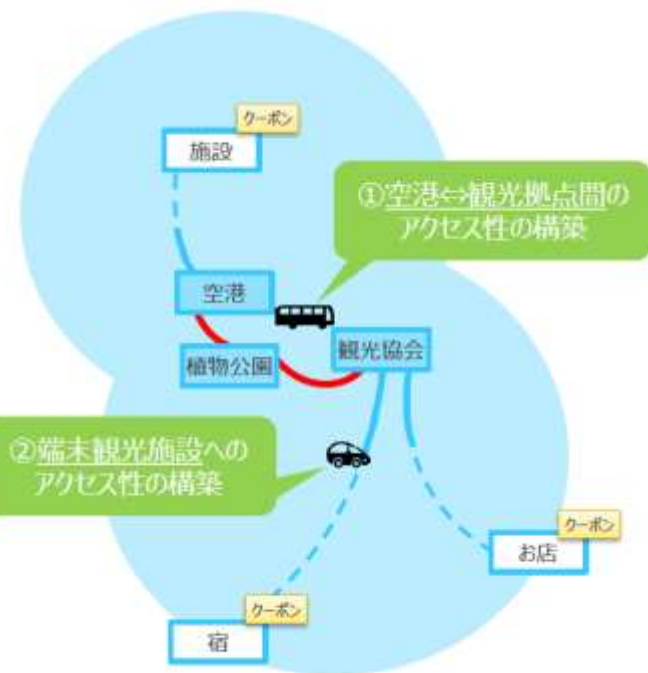 クーポン
施設
①空港⇔観光拠点間の
アクセス性の構築
空港
観光協会
植物公園
②端末観光施設への
アクセス性の構築
クーポン
お店
クーポン
宿